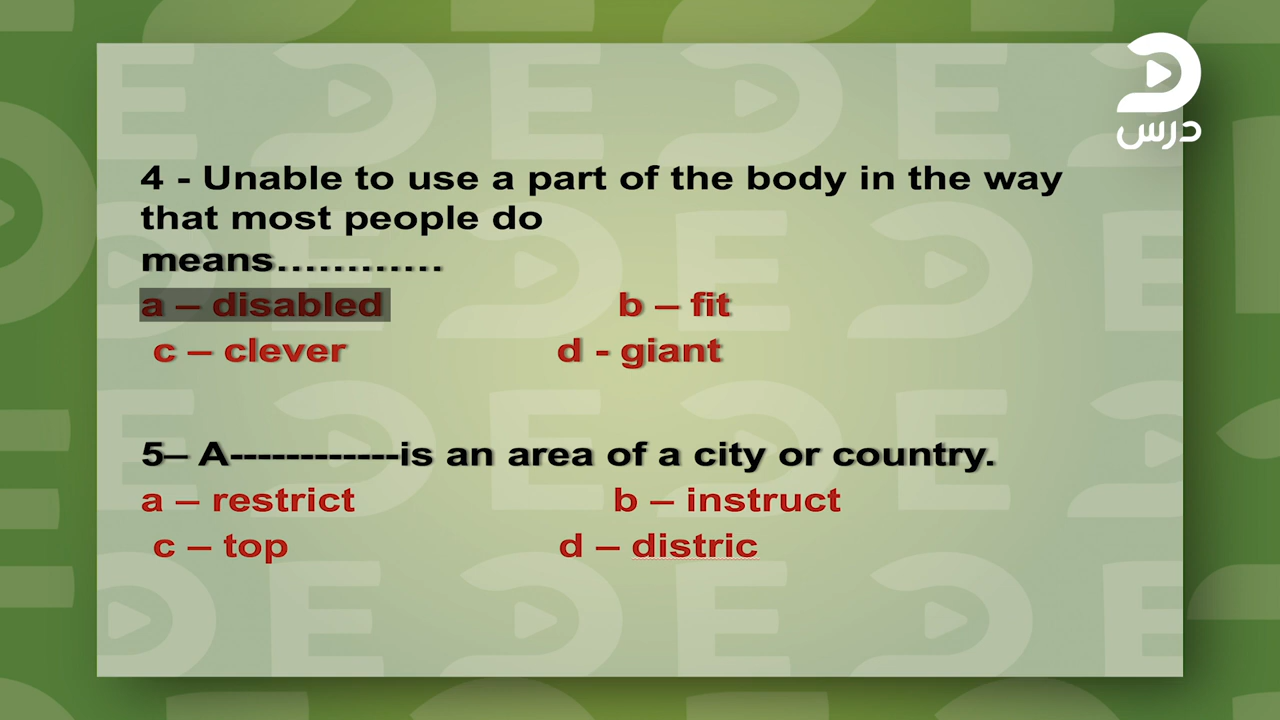 درس
4 - Unable to use a part of the body in the way
that most people do
means…………
a – disabled b – fit
c – clever d - giant
5– A------------is an area of a city or country.
a – restrict b – instruct
c – top d – distric